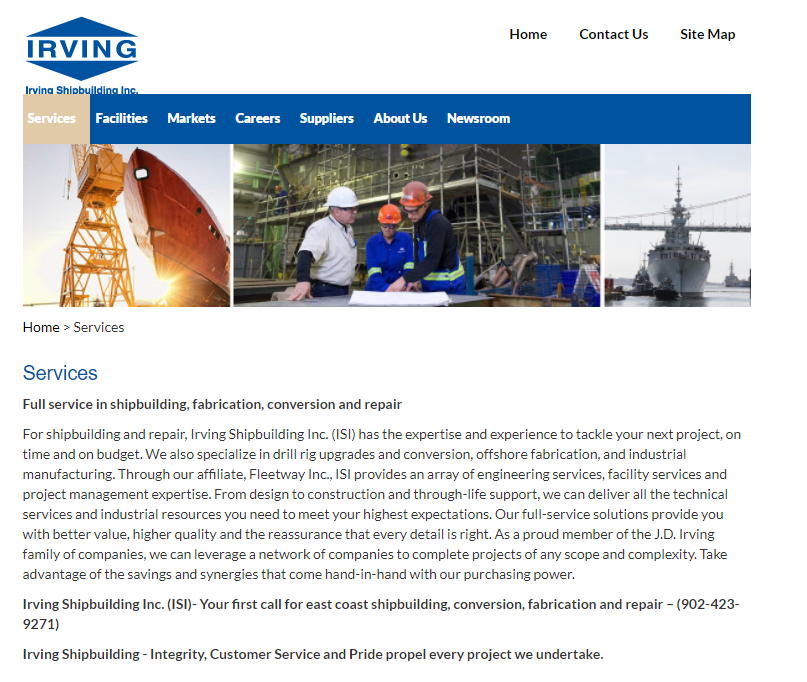 IRVING
Irving Shipbuilding Inc.
Home Contact Us Site Map
Services Facilities Markets Careers Suppliers About Us Newsroom
Home > Services
Services
Full service in shipbuilding, fabrication, conversion and repair
For shipbuilding and repair, Irving Shipbuilding Inc. (ISI) has the expertise and experience to tackle your next project, on
time and on budget. We also specialize in drill rig upgrades and conversion, offshore fabrication, and industrial
manufacturing. Through our affiliate, Fleetway Inc., ISI provides an array of engineering services, facility services and
project management expertise. From design to construction and through-life support, we can deliver all the technical
services and industrial resources you need to meet your highest expectations. Our full-service solutions provide you
with better value, higher quality and the reassurance that every detail is right. As a proud member of the J.D. Irving
family of companies, we can leverage a network of companies to complete projects of any scope and complexity. Take
advantage of the savings and synergies that come hand-in-hand with our purchasing power.
Irving Shipbuilding Inc. (ISI)- Your first call for east coast shipbuilding, conversion, fabrication and repair – (902-423-
9271)
Irving Shipbuilding - Integrity, Customer Service and Pride propel every project we undertake.